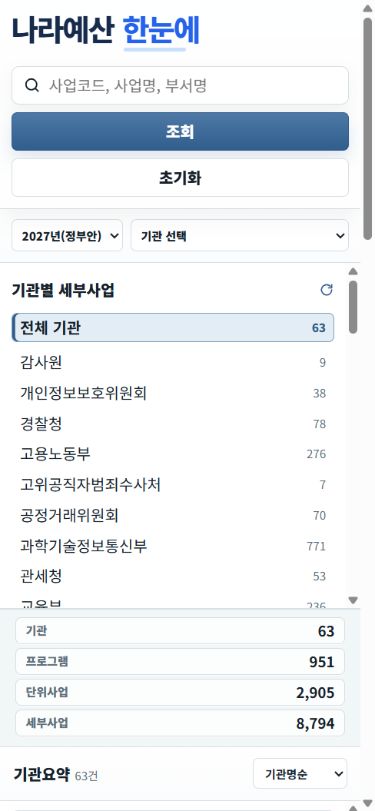 나라예산 한눈에
사업코드, 사업명, 부서명
조회
초기화
2027년(정부안) 기관 선택
기관별 세부사업
전체 기관 63
감사원 9
개인정보보호위원회 38
경찰청 78
고용노동부 276
고위공직자범죄수사처 7
공정거래위원회 70
과학기술정보통신부 771
관세청 53
교육부 236
기관 63
프로그램 951
단위사업 2,905
세부사업 8,794
기관요약 63건 기관명순